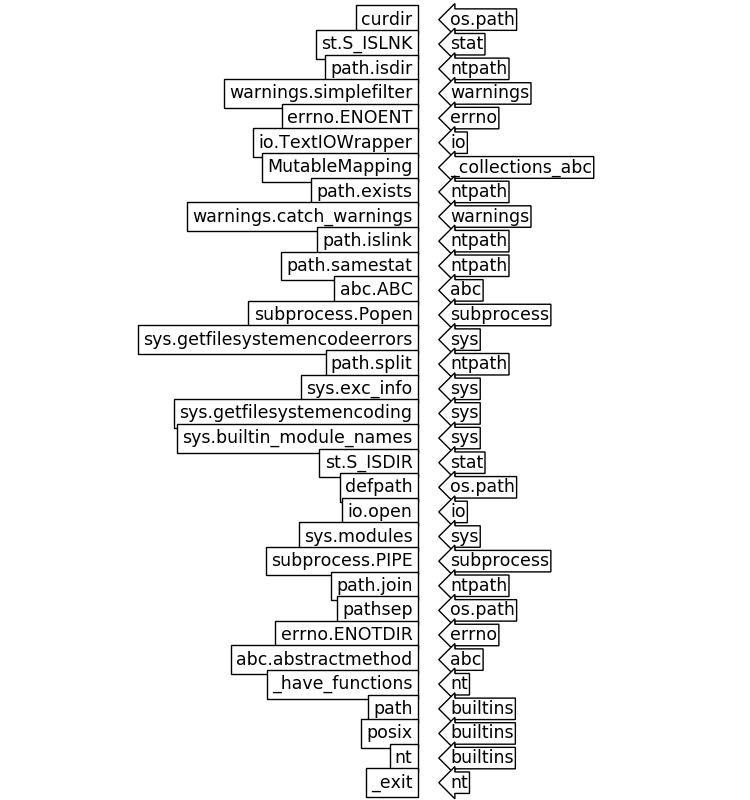 curdir os.path
st.S_ISLNK stat
path.isdir ntpath
warnings.simplefilter warnings
errno.ENOENT errno
io.TextIOWrapper io
MutableMapping _collections_abc
path.exists ntpath
warnings.catch_warnings warnings
path.islink ntpath
path.samestat ntpath
abc.ABC abc
subprocess.Popen subprocess
sys.getfilesystemencodeerrors sys
path.split ntpath
sys.exc_info sys
sys.getfilesystemencoding sys
sys.builtin_module_names sys
st.S_ISDIR stat
defpath os.path
io.open io
sys.modules sys
subprocess.PIPE subprocess
path.join ntpath
pathsep os.path
errno.ENOTDIR errno
abc.abstractmethod abc
_have_functions nt
path builtins
posix builtins
nt builtins
_exit nt